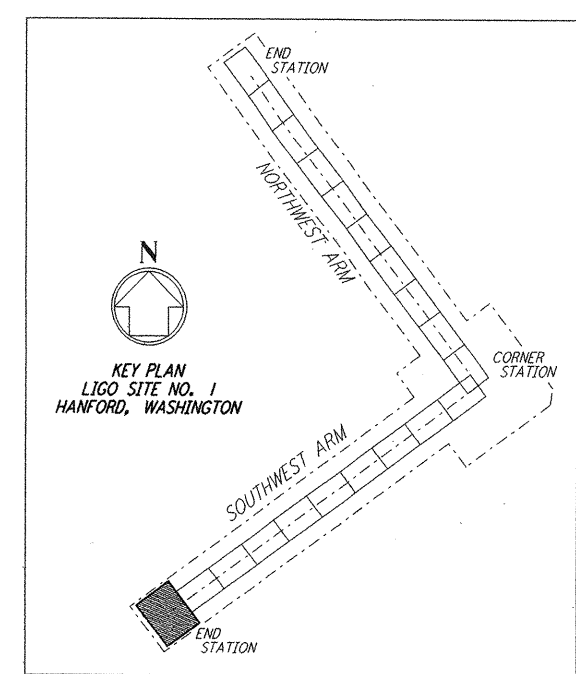 END
STATION
NORTHWEST ARM
N
KEY PLAN
LIGO SITE NO. 1
HANFORD, WASHINGTON
CORNER
STATION
SOUTHWEST ARM
END
STATION